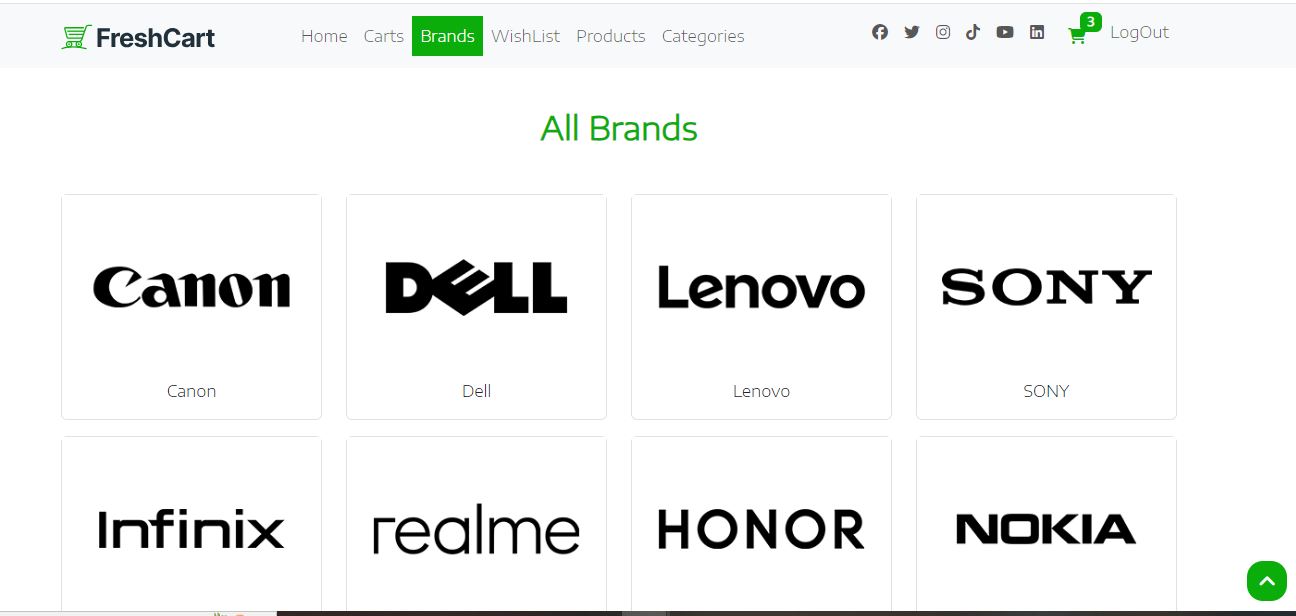 FreshCart Home Carts Brands WishList Products Categories 3 LogOut
All Brands
Canon DELL Lenovo SONY
Canon Dell Lenovo SONY
Infinix realme HONOR NOKIA